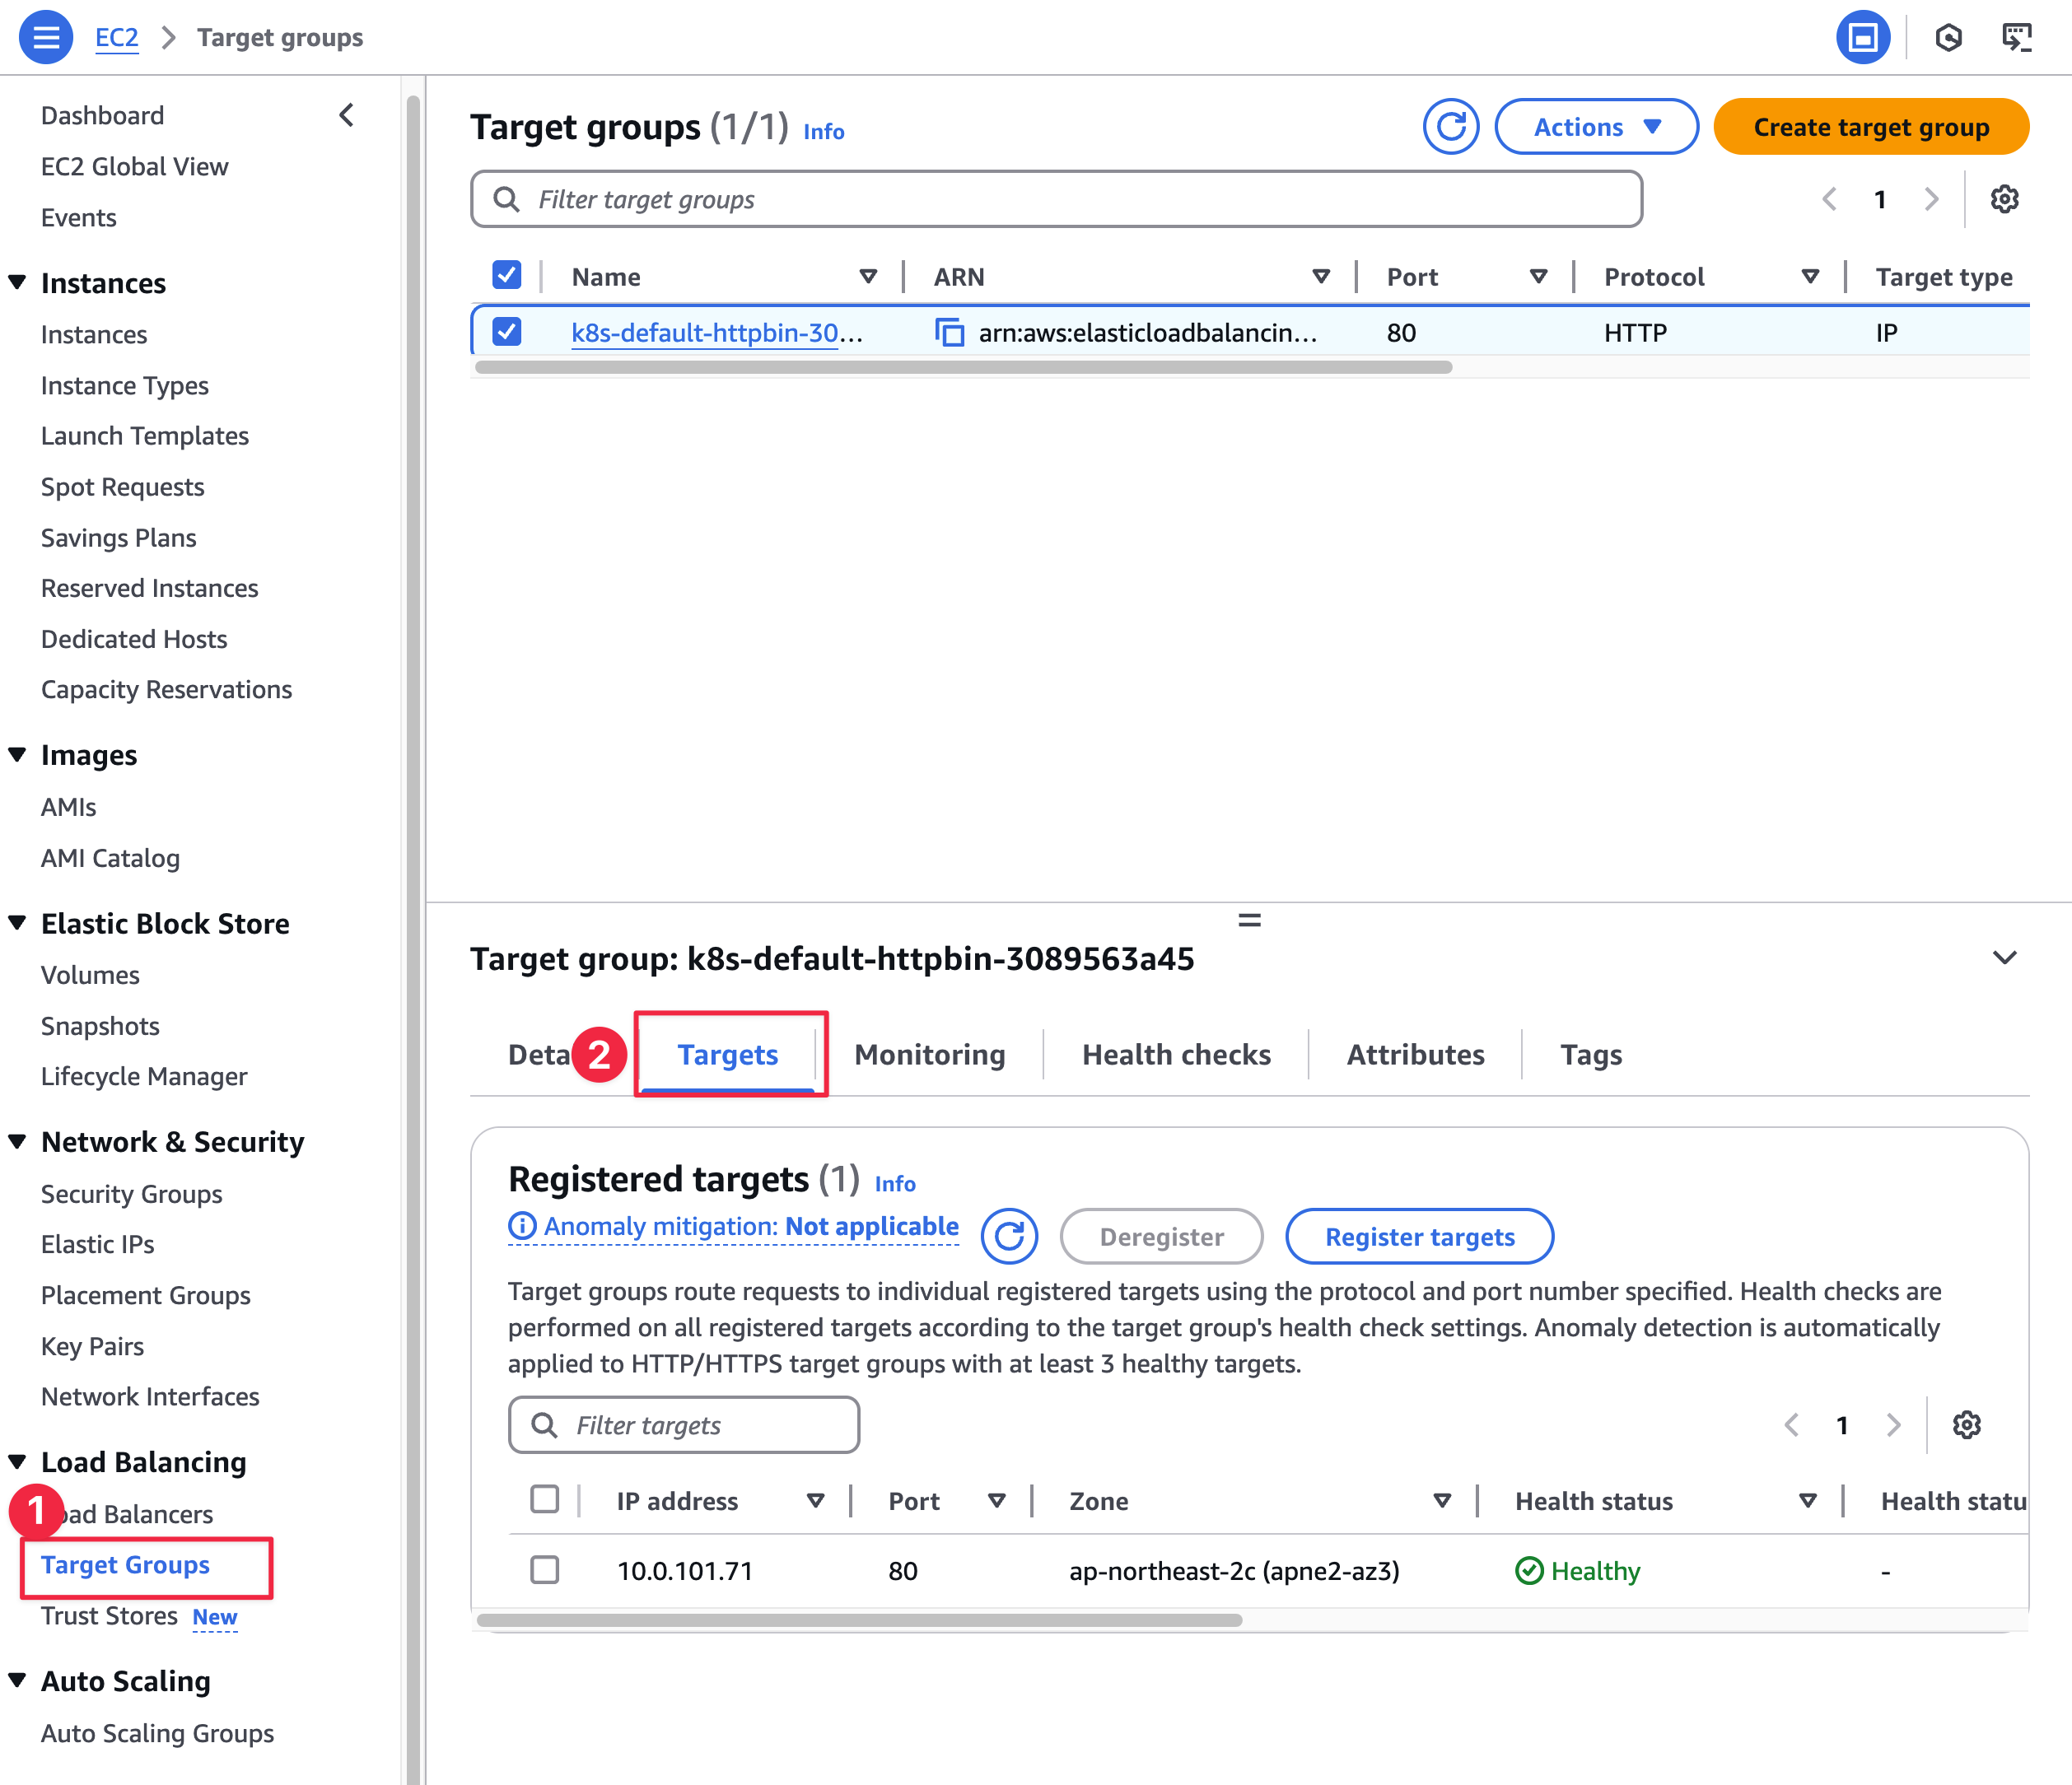 EC2 > Target groups
Dashboard
EC2 Global View
Events
Instances
Instances
Instance Types
Launch Templates
Spot Requests
Savings Plans
Reserved Instances
Dedicated Hosts
Capacity Reservations
Images
AMIs
AMI Catalog
Elastic Block Store
Volumes
Snapshots
Lifecycle Manager
Network & Security
Security Groups
Elastic IPs
Placement Groups
Key Pairs
Network Interfaces
Load Balancing
1 oad Balancers
Target Groups
Trust Stores New
Auto Scaling
Auto Scaling Groups
Target groups (1/1) Info
Actions
Create target group
Filter target groups
1
Name ARN Port Protocol Target type
k8s-default-httpbin-30… arn:aws:elasticloadbalancin… 80 HTTP IP
Target group: k8s-default-httpbin-3089563a45
Deta 2 Targets Monitoring Health checks Attributes Tags
Registered targets (1) Info
Anomaly mitigation: Not applicable
Deregister
Register targets
Target groups route requests to individual registered targets using the protocol and port number specified. Health checks are
performed on all registered targets according to the target group's health check settings. Anomaly detection is automatically
applied to HTTP/HTTPS target groups with at least 3 healthy targets.
Filter targets
1
IP address Port Zone Health status Health statu
10.0.101.71 80 ap-northeast-2c (apne2-az3) Healthy -